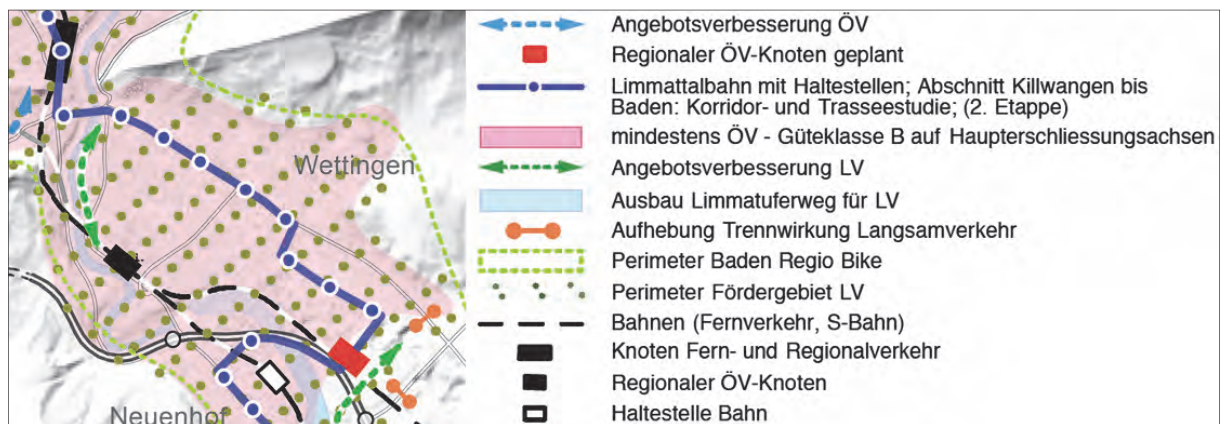 Wettingen
Neuenhof
Angebotsverbesserung ÖV
Regionaler ÖV-Knoten geplant
Limmattalbahn mit Haltestellen; Abschnitt Killwangen bis
Baden: Korridor- und Trasseestudie; (2. Etappe)
mindestens ÖV - Güteklasse B auf Haupterschliessungsachsen
Angebotsverbesserung LV
Ausbau Limmatuferweg für LV
Aufhebung Trennwirkung Langsamverkehr
Perimeter Baden Regio Bike
Perimeter Fördergebiet LV
Bahnen (Fernverkehr, S-Bahn)
Knoten Fern- und Regionalverkehr
Regionaler ÖV-Knoten
Haltestelle Bahn